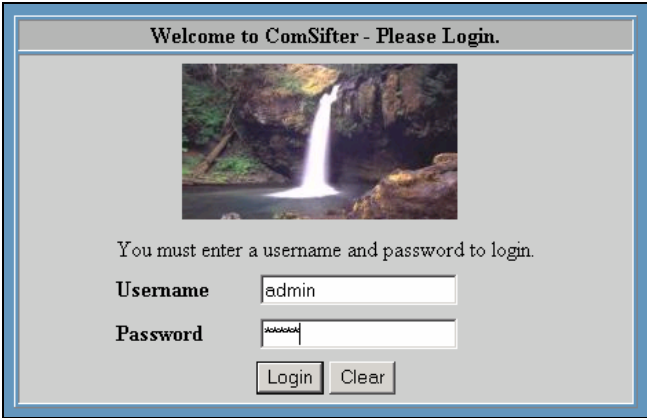 Welcome to ComSifter - Please Login.
You must enter a username and password to login.
Username admin
Password *****
Login Clear